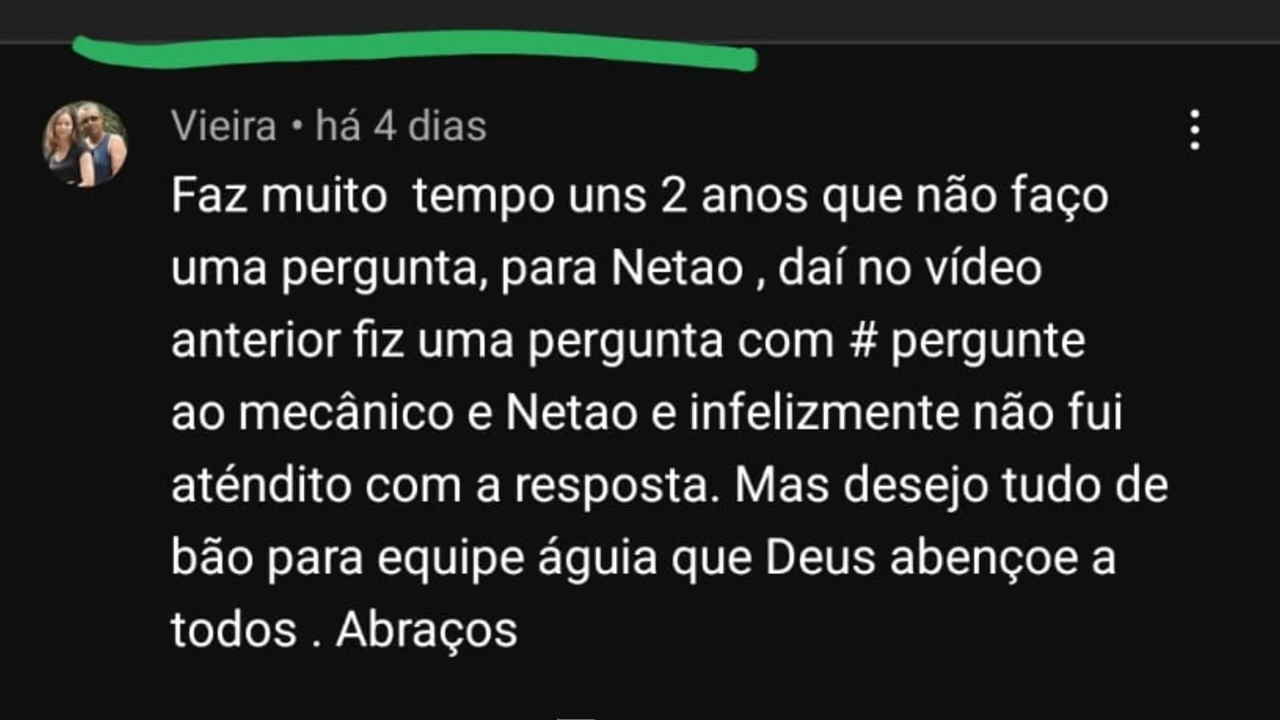 Vieira • há 4 dias
Faz muito tempo uns 2 anos que não faço
uma pergunta, para Netao , daí no vídeo
anterior fiz uma pergunta com # pergunte
ao mecânico e Netao e infelizmente não fui
aténdito com a resposta. Mas desejo tudo de
bão para equipe águia que Deus abençoe a
todos . Abraços